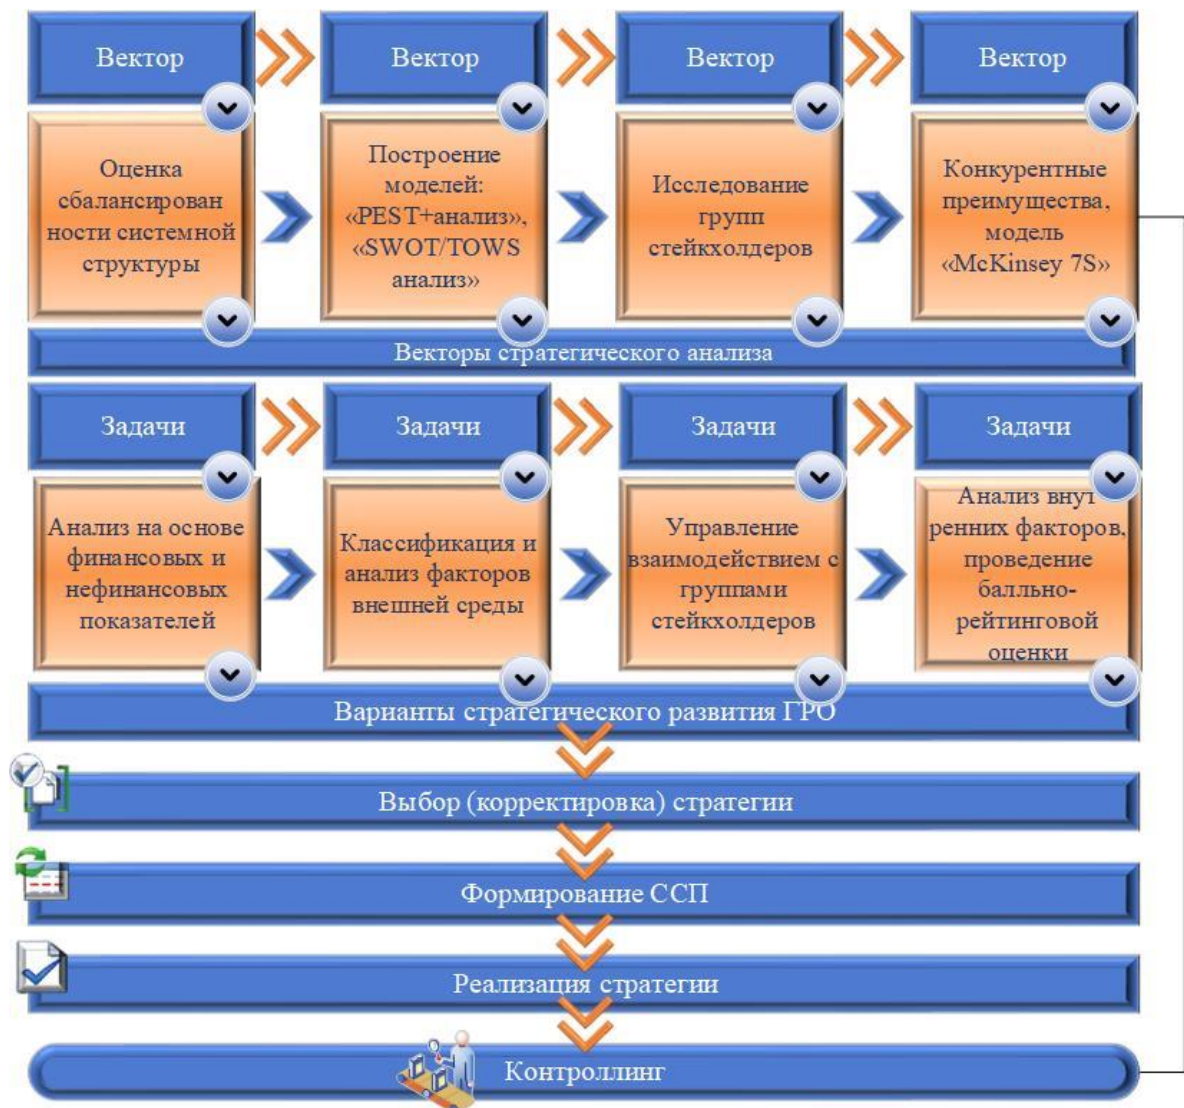 Вектор
Вектор
Вектор
Вектор
Оценка
сбалансирован
ности системной
структуры
Построение
моделей:
«PEST+анализ»,
«SWOT/TOWS
анализ»
Исследование
групп
стейкхолдеров
Конкурентные
преимущества,
модель
«McKinsey 7S»
Векторы стратегического анализа
Задачи
Задачи
Задачи
Задачи
Анализ на основе
финансовых и
нефинансовых
показателей
Классификация и
анализ факторов
внешней среды
Управление
взаимодействием с
группами
стейкхолдеров
Анализ внут
ренних факторов,
проведение
балльно-
рейтинговой
оценки
Варианты стратегического развития ГРО
Выбор (корректировка) стратегии
Формирование ССП
Реализация стратегии
Контроллинг